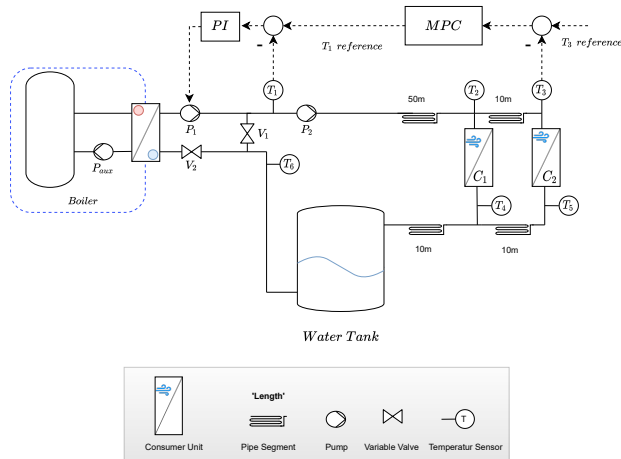 PI
MPC
-
T1 reference
-
T3 reference
T1
T2
T3
50m
10m
P1
V1
P2
Paux
V2
T6
C1
C2
Boiler
T4
T5
10m
10m
Water Tank
'Length'
T
Consumer Unit
Pipe Segment
Pump
Variable Valve
Temperatur Sensor